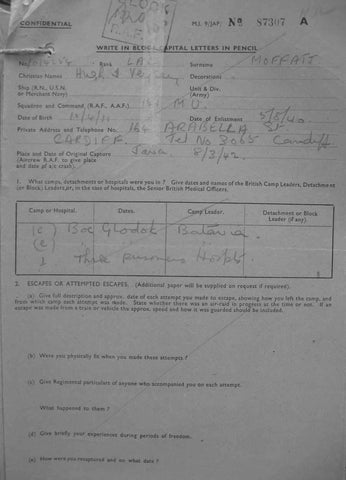 CONFIDENTIAL
M.I. 9/JAP/ No 87307 A
WRITE IN BLOCK CAPITAL LETTERS IN PENCIL
No. Rank LAC Surname MOFFATT
Christian Names Hugh Decorations
Ship (R.N., U.S.N. or Merchant Navy) Unit & Div. (Army)
Squadron and Command (R.A.F., A.A.F.) M.U.
Date of Birth Date of Enlistment 5/8/40
Private Address and Telephone No. 164 ARABELLA St
CARDIFF Tel No 3065 Cardiff
Place and Date of Original Capture Java 8/3/42
(Aircrew R.A.F. to give place
and date of a/c crash).
1. What camps, detachments or hospitals were you in? Give dates and names of the British Camp Leaders, Detachment
or Block Leaders, or, in the case of hospitals, the Senior British Medical Officers.
Camp or Hospital. Dates. Camp Leader. Detachment or Block Leader (if any).
(c) Boc Glodok Batavia
(c)
Three prisoners Hospts.
2. ESCAPES OR ATTEMPTED ESCAPES. (Additional paper will be supplied on request if required).
(a) Give full description and approx. date of each attempt you made to escape, showing how you left the camp, and
from which camp each attempt was made. State whether there was an air-raid in progress at the time or not. If an
escape was made from a train or vehicle the approx. speed and how it was guarded should be included.
(b) Were you physically fit when you made these attempts?
(c) Give Regimental particulars of anyone who accompanied you on each attempt.
What happened to them?
(d) Give briefly your experiences during periods of freedom.
(e) How were you recaptured and on what date?